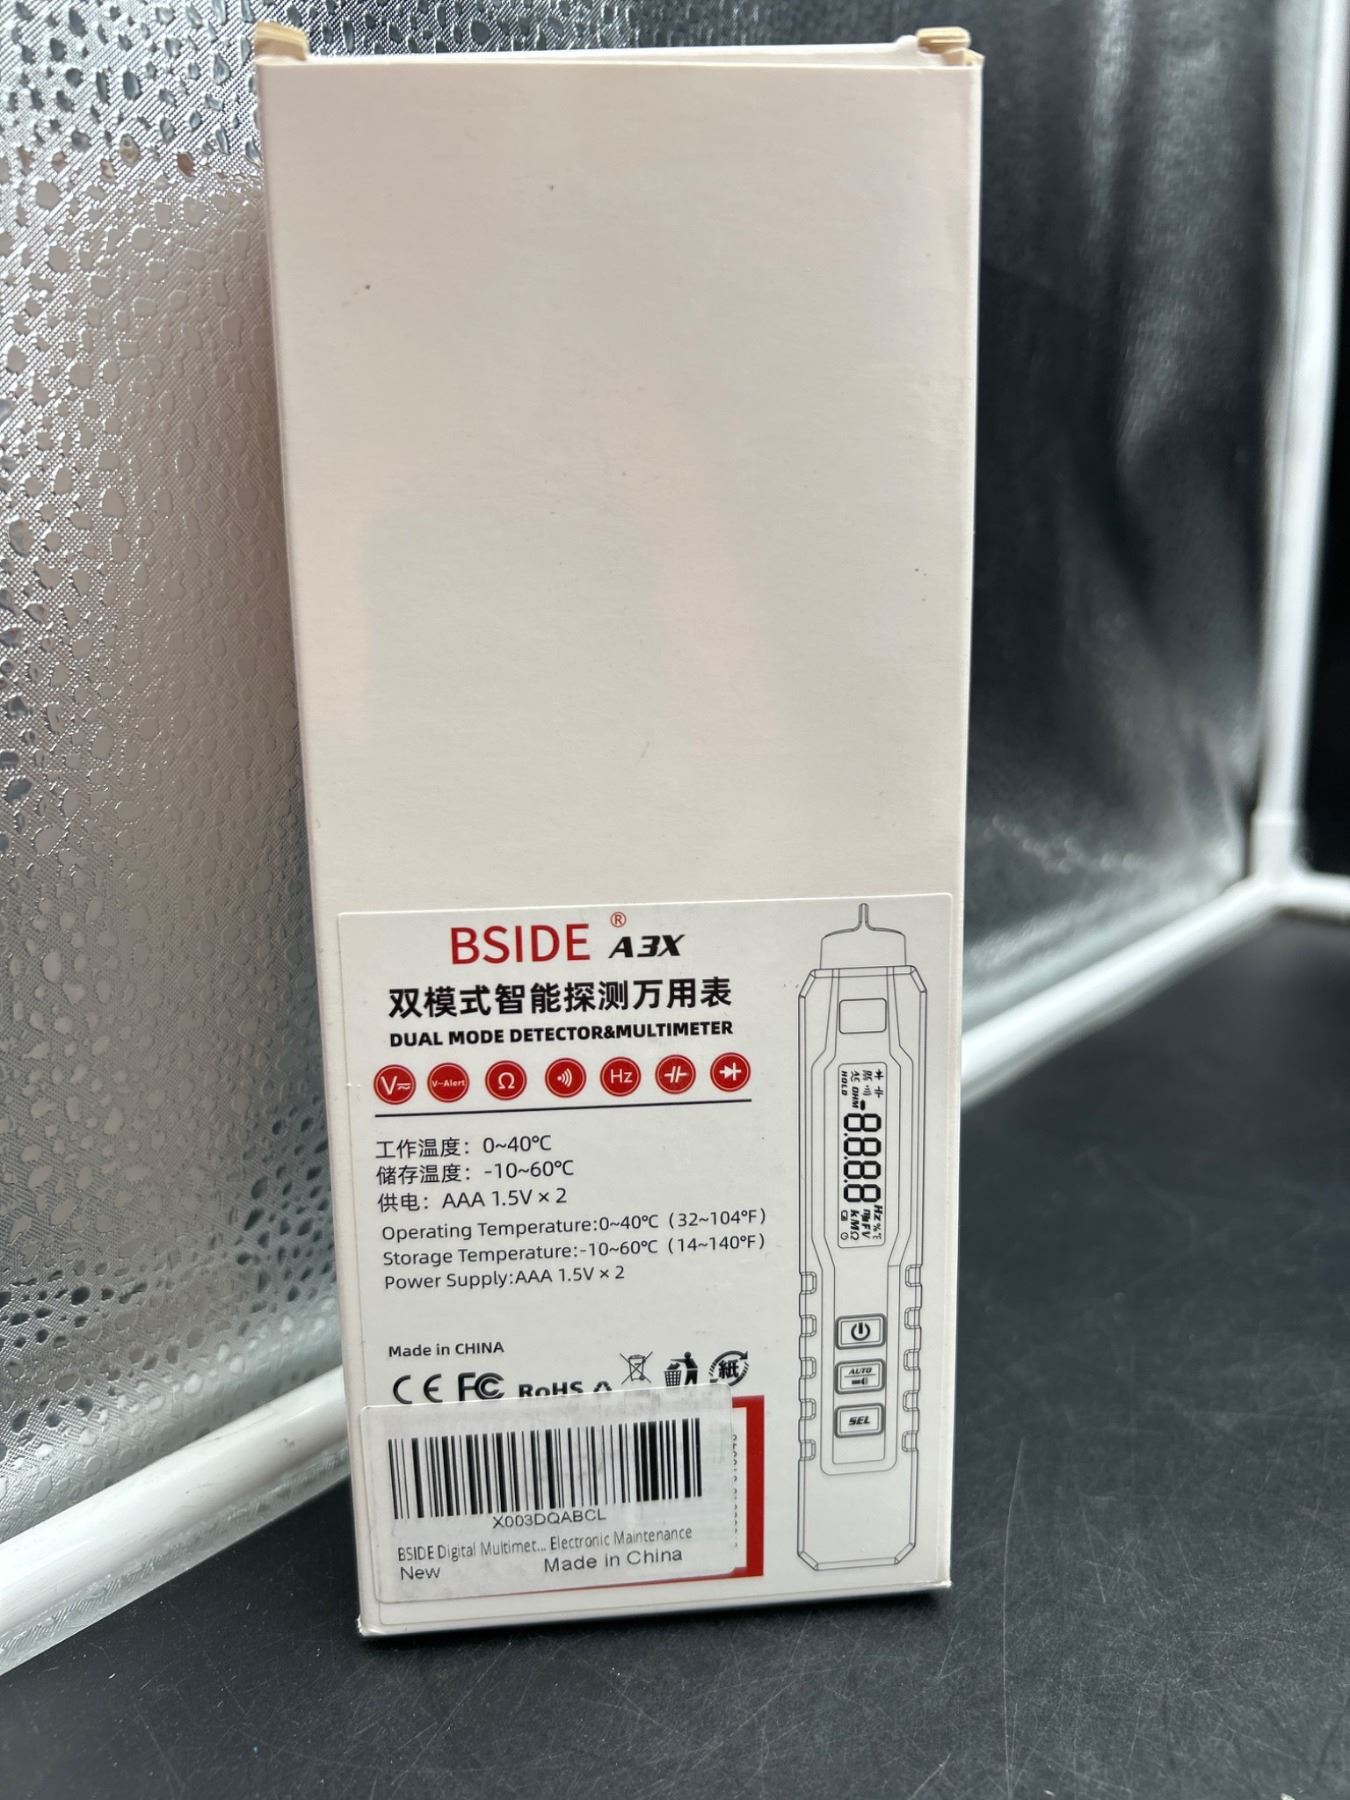 BSIDE® A3X
双模式智能探测万用表
DUAL MODE DETECTOR&MULTIMETER
V V-Alert Ω Hz
工作温度：0~40℃
储存温度：-10~60℃
供电：AAA 1.5V × 2
Operating Temperature:0~40℃ (32~104℉)
Storage Temperature:-10~60℃ (14~140℉)
Power Supply:AAA 1.5V × 2
Made in CHINA
CE FC RoHS 紙
X003DQABCL
BSIDE Digital Multimet... Electronic Maintenance
New
Made in China
HOLD
OHM
8.8.8.8
Hz%℃
kMΩ
AUTO
SEL